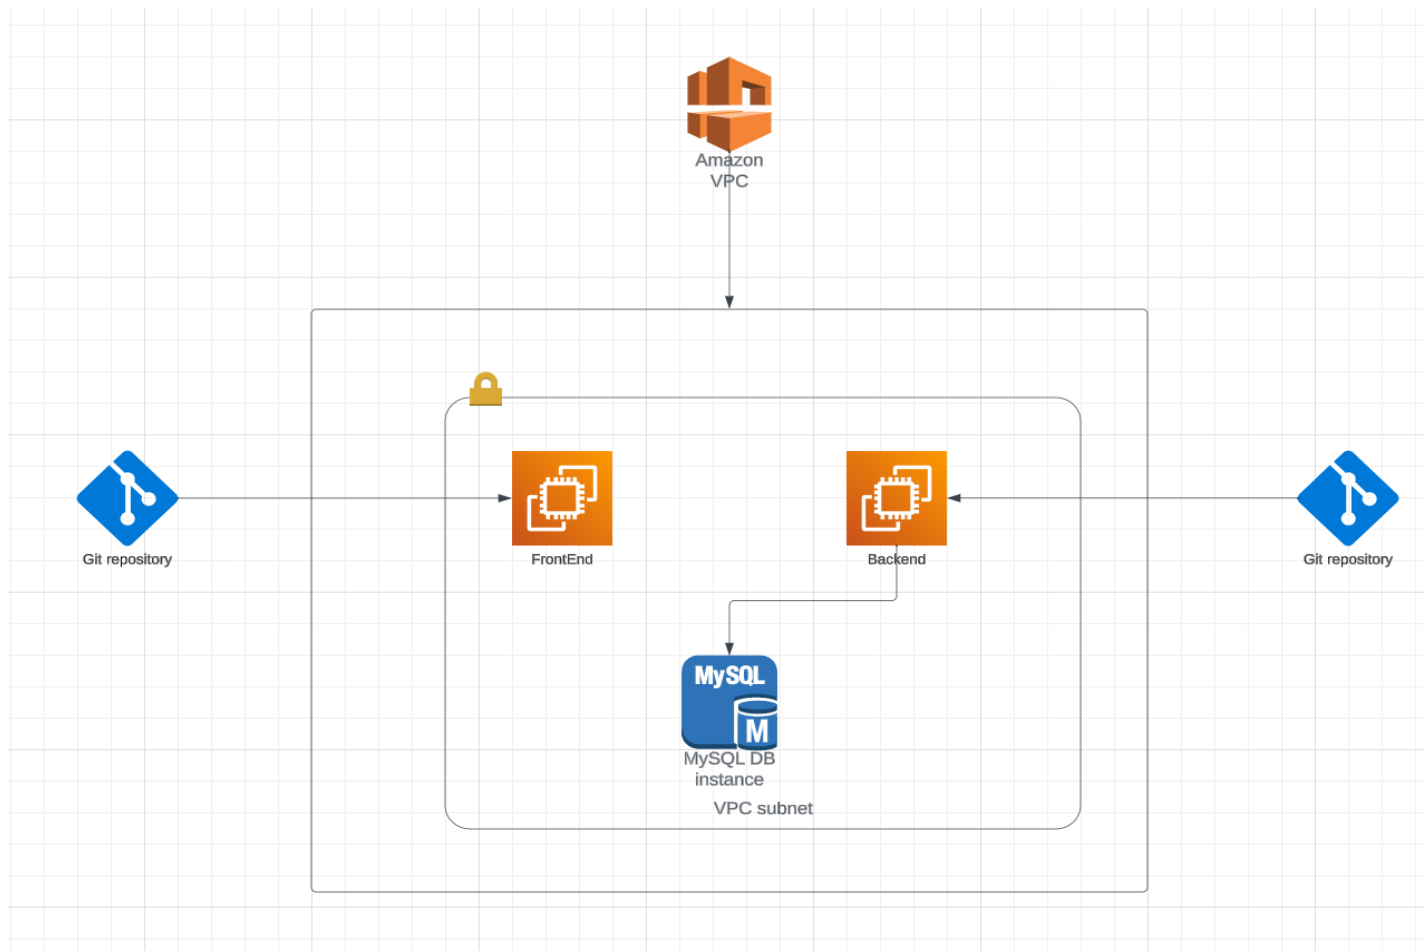 Amazon
VPC
Git repository
FrontEnd
Backend
Git repository
MySQL
M
MySQL DB
instance
VPC subnet